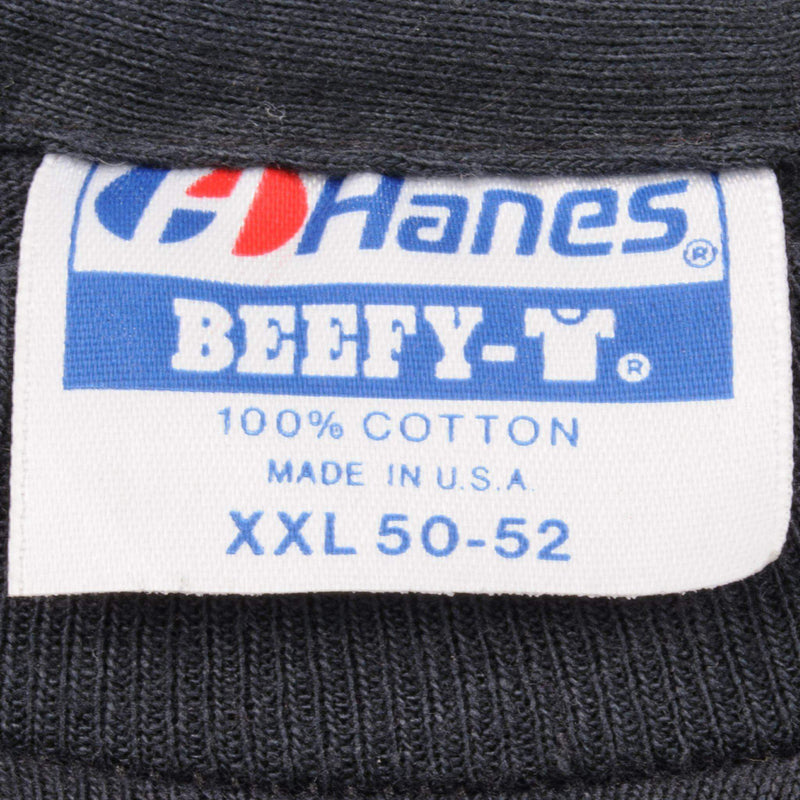 Hanes®
BEEFY-T®
100% COTTON
MADE IN U.S.A.
XXL 50-52